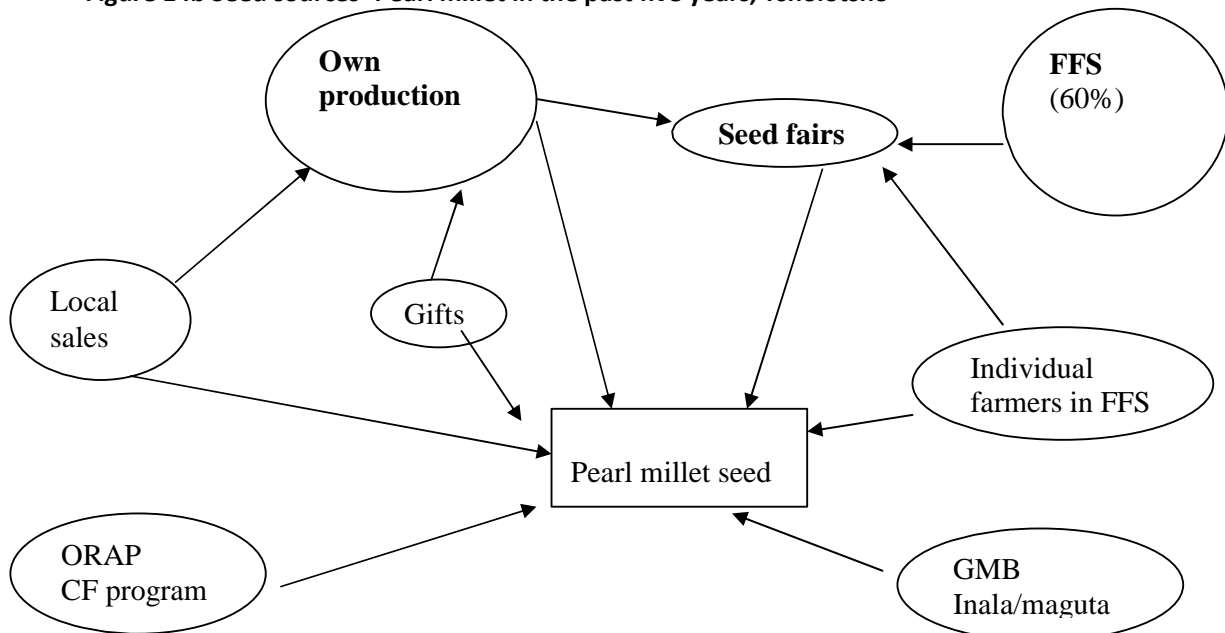 Own
production
FFS
(60%)
Seed fairs
Local
sales
Gifts
Individual
farmers in FFS
Pearl millet seed
ORAP
CF program
GMB
Inala/maguta